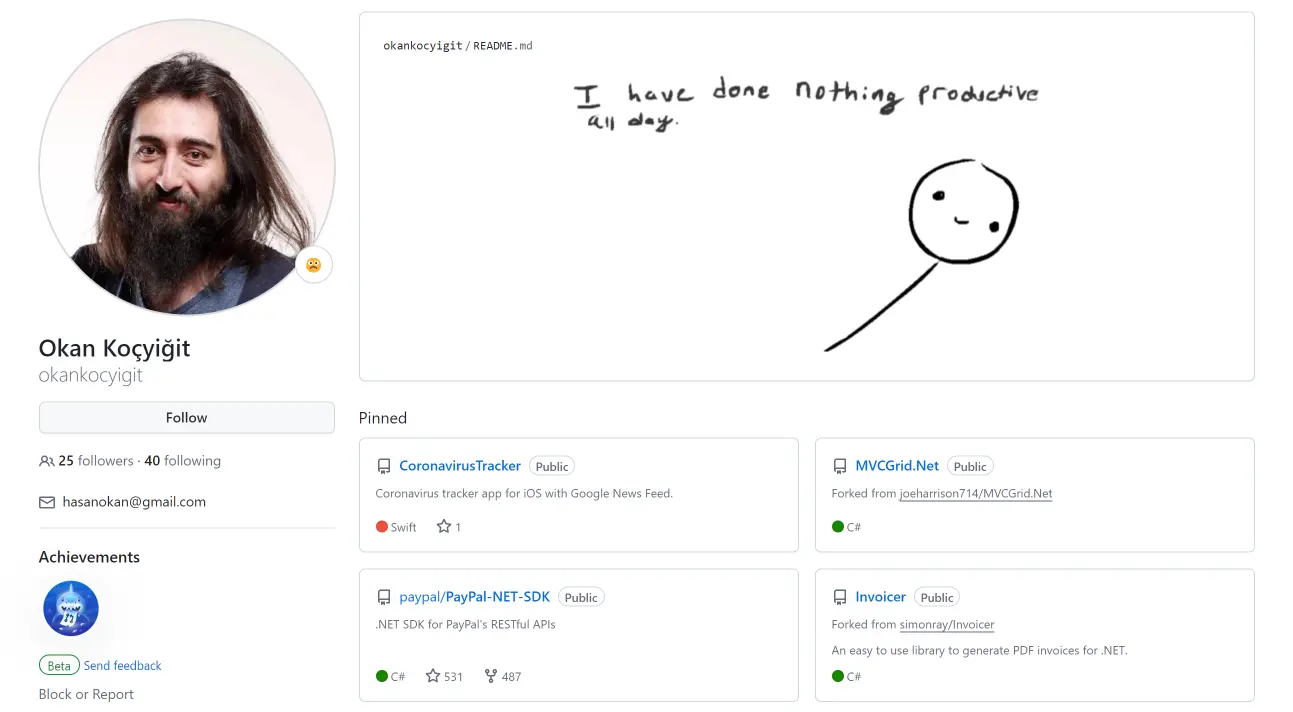 okankocyigit / README.md
I have done nothing productive
all day.
Okan Koçyiğit
okankocyigit
Follow
25 followers · 40 following
hasanokan@gmail.com
Achievements
Beta Send feedback
Block or Report
Pinned
CoronavirusTracker Public
Coronavirus tracker app for iOS with Google News Feed.
Swift 1
MVCGrid.Net Public
Forked from joeharrison714/MVCGrid.Net
C#
paypal/PayPal-NET-SDK Public
.NET SDK for PayPal's RESTful APIs
C# 531 487
Invoicer Public
Forked from simonray/Invoicer
An easy to use library to generate PDF invoices for .NET.
C#